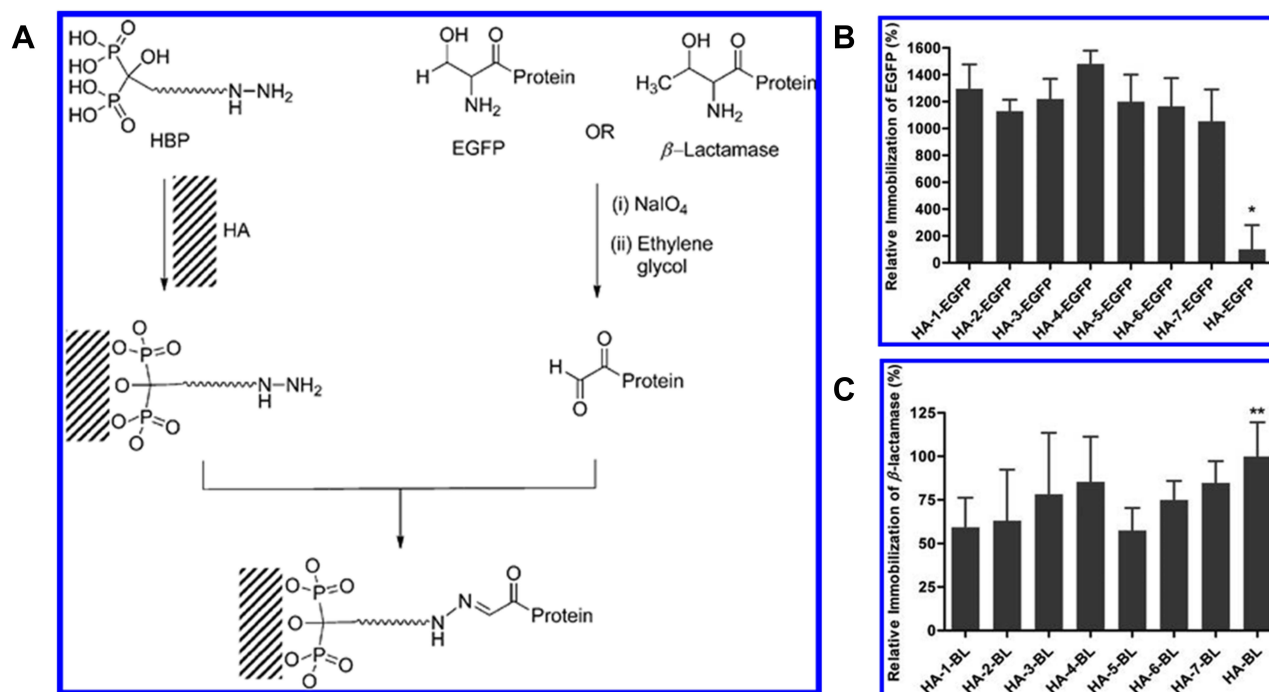 A
HO
O
HO
P
OH
HO
P
HO
O
N
H
NH2
HBP
HO
O
H
Protein
NH2
EGFP
OR
HO
O
H3C
Protein
NH2
β–Lactamase
HA
(i) NaIO4
(ii) Ethylene
glycol
O
O
P
O
O
O
P
O
O
N
H
NH2
O
H
Protein
O
O
O
P
O
O
O
P
O
O
N
H
N
O
Protein
B
Relative Immobilization of EGFP (%)
1600
1400
1200
1000
800
600
400
200
0
*
HA-1-EGFP
HA-2-EGFP
HA-3-EGFP
HA-4-EGFP
HA-5-EGFP
HA-6-EGFP
HA-7-EGFP
HA-EGFP
C
Relative Immobilization of β-lactamase (%)
125
100
75
50
25
0
**
HA-1-BL
HA-2-BL
HA-3-BL
HA-4-BL
HA-5-BL
HA-6-BL
HA-7-BL
HA-BL